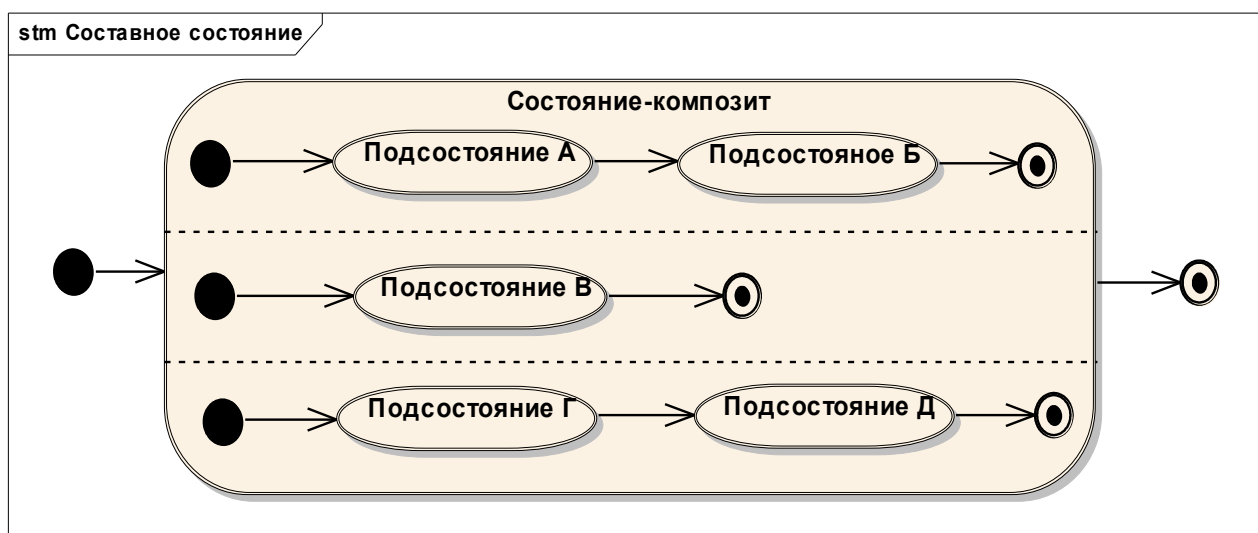 stm Составное состояние
Состояние-композит
Подсостояние А
Подсостояное Б
Подсостояние В
Подсостояние Г
Подсостояние Д